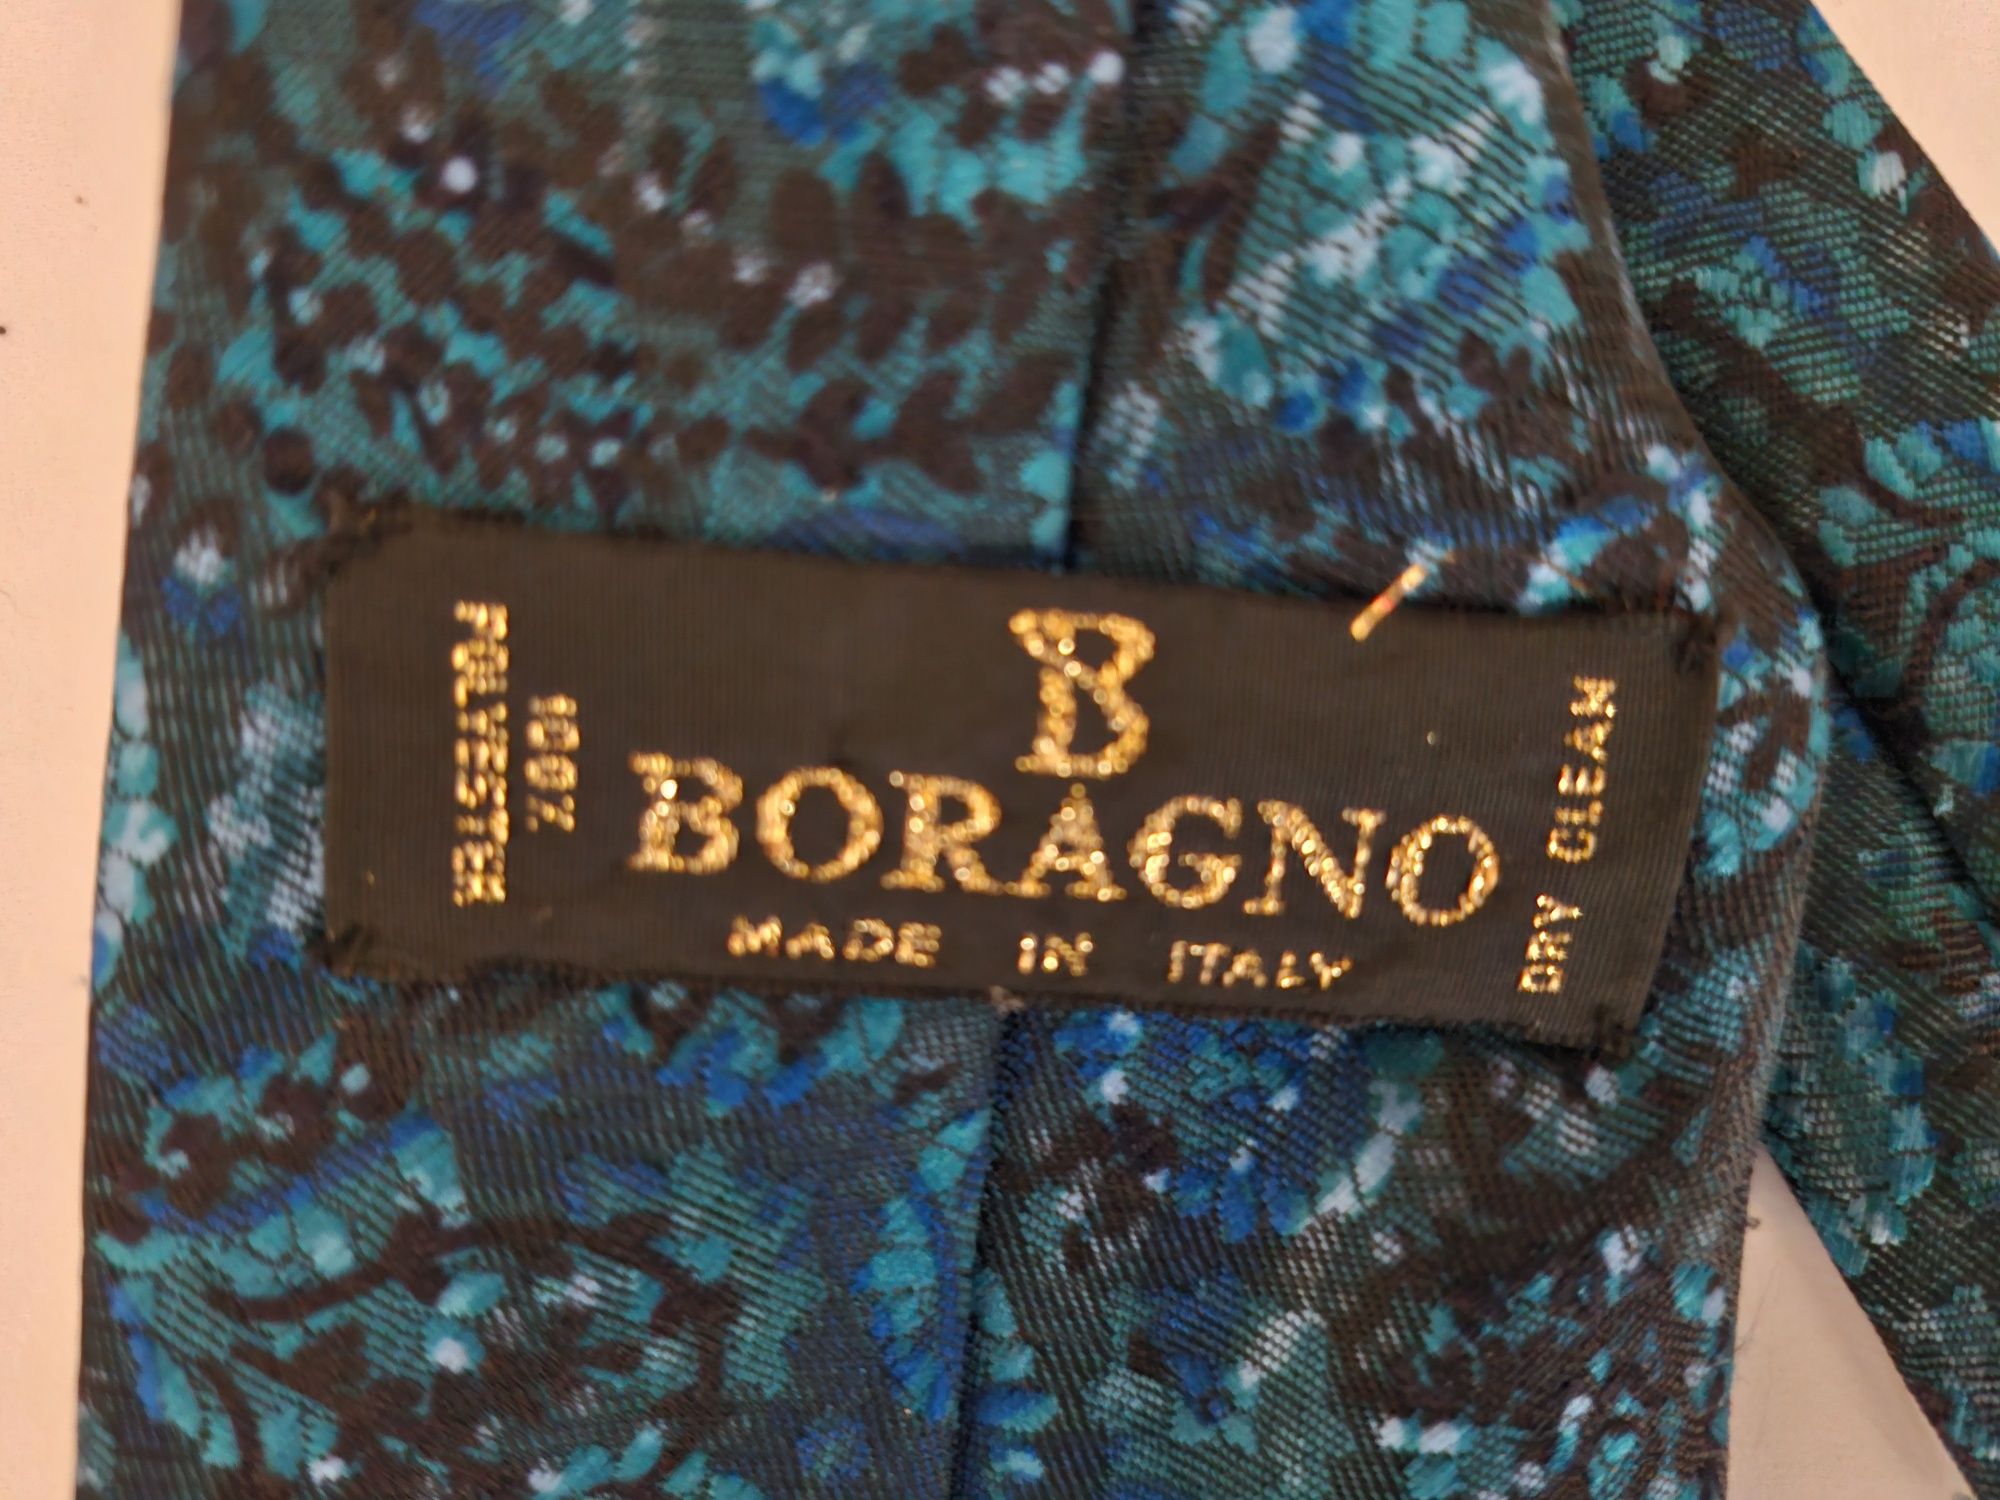 100%
POLYESTER
B
BORAGNO
MADE IN ITALY
DRY CLEAN